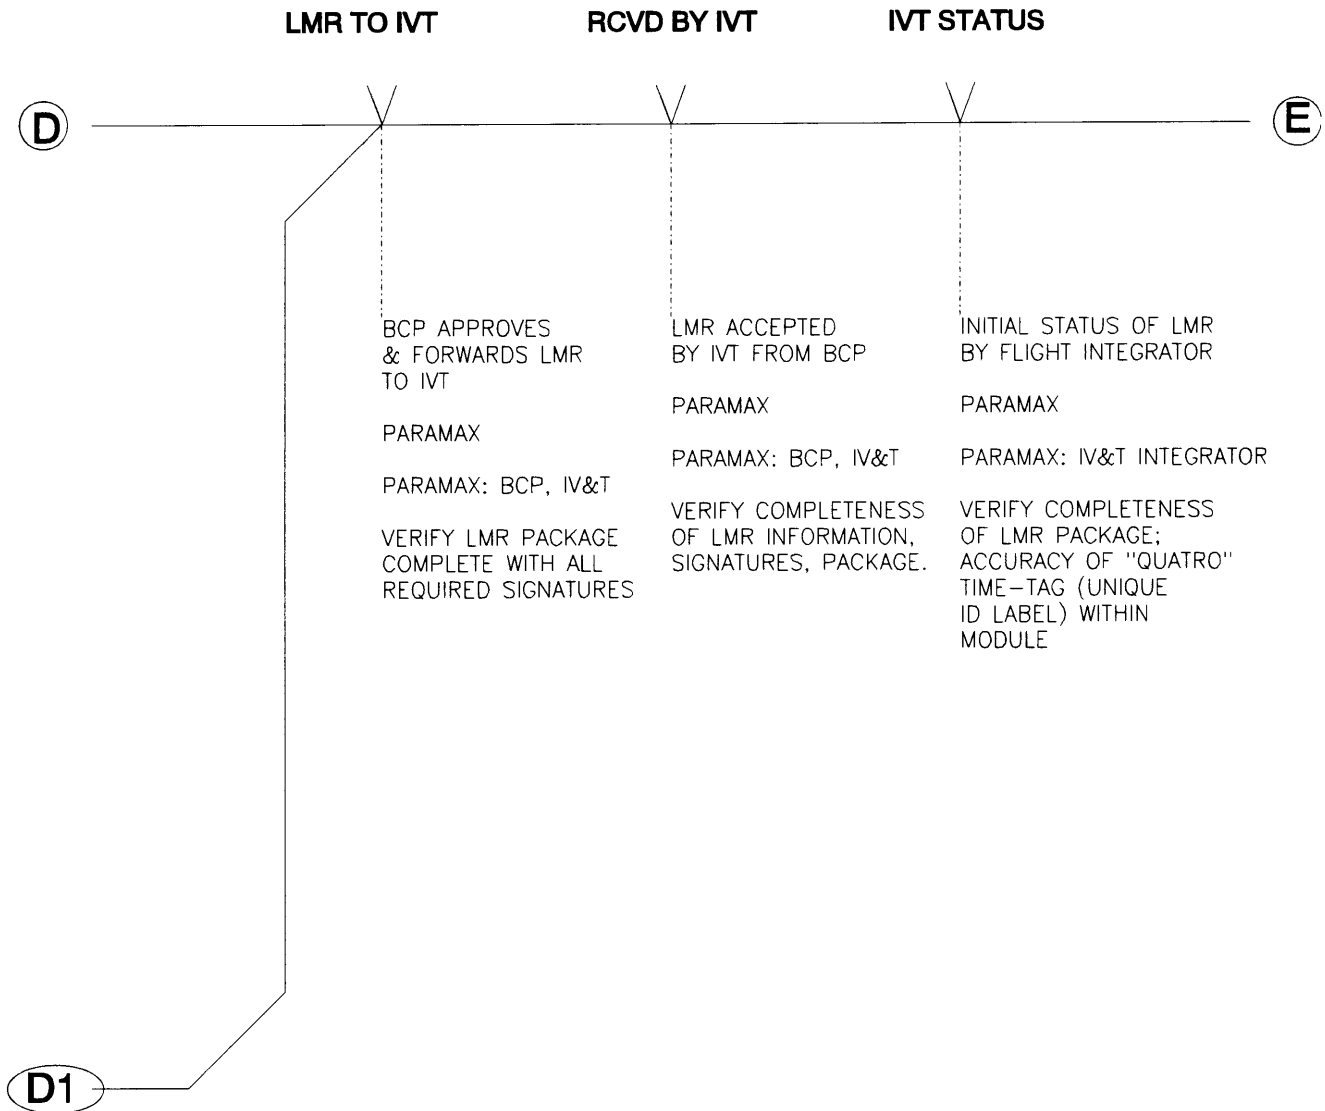 LMR TO IVT
RCVD BY IVT
IVT STATUS
D
E
BCP APPROVES
& FORWARDS LMR
TO IVT
PARAMAX
PARAMAX: BCP, IV&T
VERIFY LMR PACKAGE
COMPLETE WITH ALL
REQUIRED SIGNATURES
LMR ACCEPTED
BY IVT FROM BCP
PARAMAX
PARAMAX: BCP, IV&T
VERIFY COMPLETENESS
OF LMR INFORMATION,
SIGNATURES, PACKAGE.
INITIAL STATUS OF LMR
BY FLIGHT INTEGRATOR
PARAMAX
PARAMAX: IV&T INTEGRATOR
VERIFY COMPLETENESS
OF LMR PACKAGE;
ACCURACY OF "QUATRO"
TIME-TAG (UNIQUE
ID LABEL) WITHIN
MODULE
D1